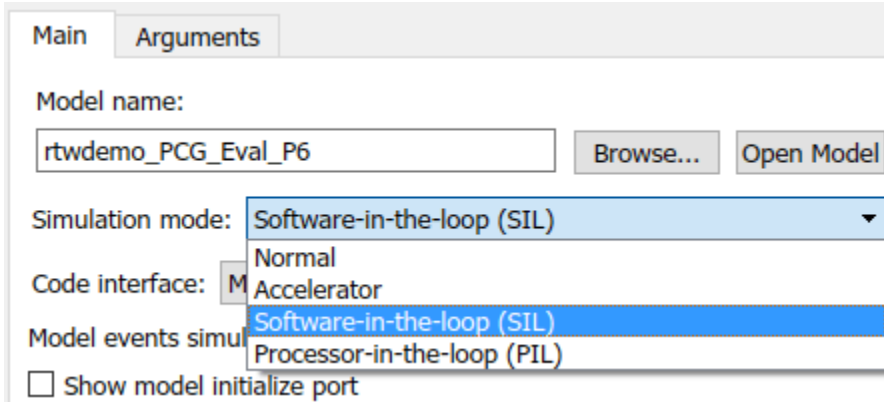 Main Arguments
Model name:
rtwdemo_PCG_Eval_P6 Browse... Open Model
Simulation mode: Software-in-the-loop (SIL)
Normal
Code interface: M Accelerator
Software-in-the-loop (SIL)
Model events simul
Processor-in-the-loop (PIL)
Show model initialize port